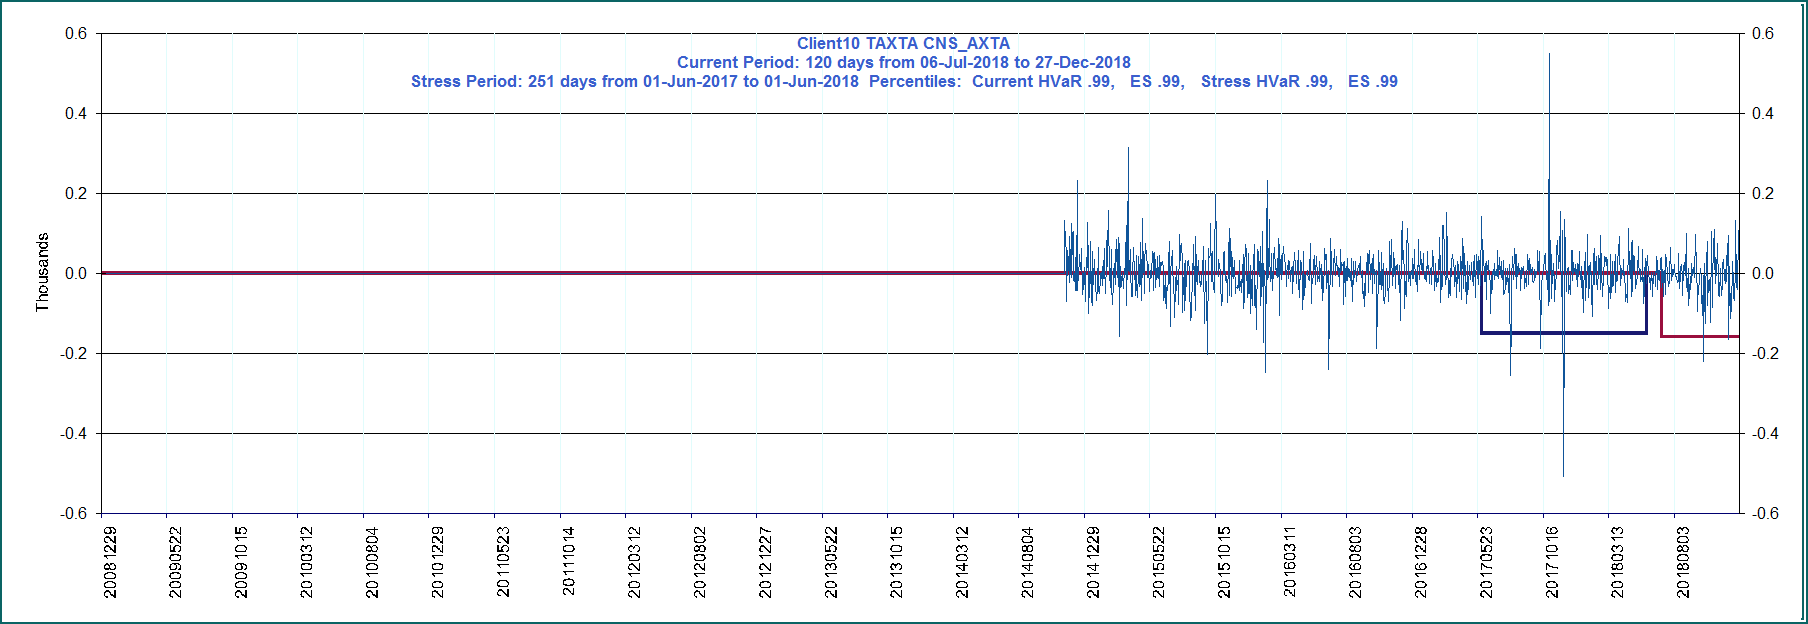 Client10 TAXTA CNS_AXTA
Current Period: 120 days from 06-Jul-2018 to 27-Dec-2018
Stress Period: 251 days from 01-Jun-2017 to 01-Jun-2018  Percentiles:  Current HVaR .99,   ES .99,   Stress HVaR .99,   ES .99
0.6 0.6
0.4 0.4
0.2 0.2
Thousands
0.0 0.0
-0.2 -0.2
-0.4 -0.4
-0.6 -0.6
20081229 20090522 20091015 20100312 20100804 20101229 20110523 20111014 20120312 20120802 20121227 20130522 20131015 20140312 20140804 20141229 20150522 20151015 20160311 20160803 20161228 20170523 20171016 20180313 20180803